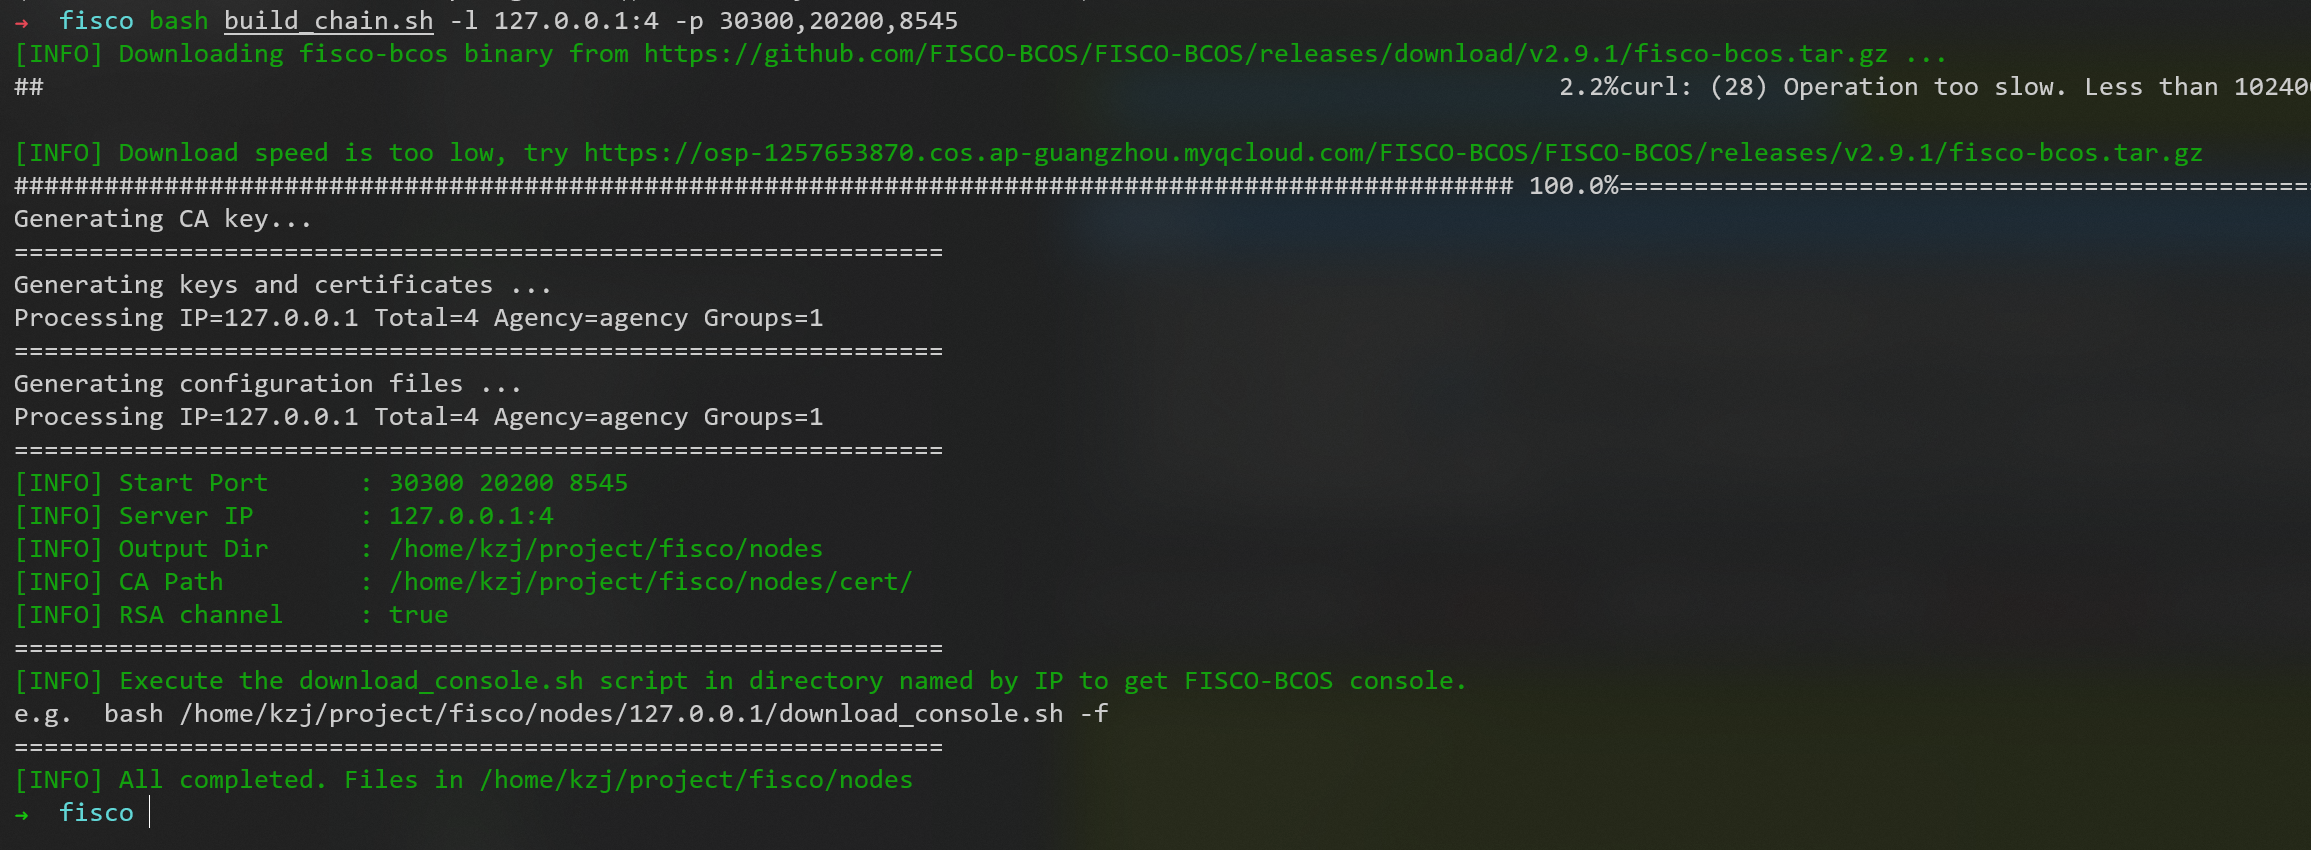 → fisco bash build_chain.sh -l 127.0.0.1:4 -p 30300,20200,8545
[INFO] Downloading fisco-bcos binary from https://github.com/FISCO-BCOS/FISCO-BCOS/releases/download/v2.9.1/fisco-bcos.tar.gz ...
## 2.2%curl: (28) Operation too slow. Less than 10240
[INFO] Download speed is too low, try https://osp-1257653870.cos.ap-guangzhou.myqcloud.com/FISCO-BCOS/FISCO-BCOS/releases/v2.9.1/fisco-bcos.tar.gz
#################################################################################################### 100.0%==============================================
Generating CA key...
==============================================================
Generating keys and certificates ...
Processing IP=127.0.0.1 Total=4 Agency=agency Groups=1
==============================================================
Generating configuration files ...
Processing IP=127.0.0.1 Total=4 Agency=agency Groups=1
==============================================================
[INFO] Start Port      : 30300 20200 8545
[INFO] Server IP       : 127.0.0.1:4
[INFO] Output Dir      : /home/kzj/project/fisco/nodes
[INFO] CA Path         : /home/kzj/project/fisco/nodes/cert/
[INFO] RSA channel     : true
==============================================================
[INFO] Execute the download_console.sh script in directory named by IP to get FISCO-BCOS console.
e.g.  bash /home/kzj/project/fisco/nodes/127.0.0.1/download_console.sh -f
==============================================================
[INFO] All completed. Files in /home/kzj/project/fisco/nodes
→ fisco